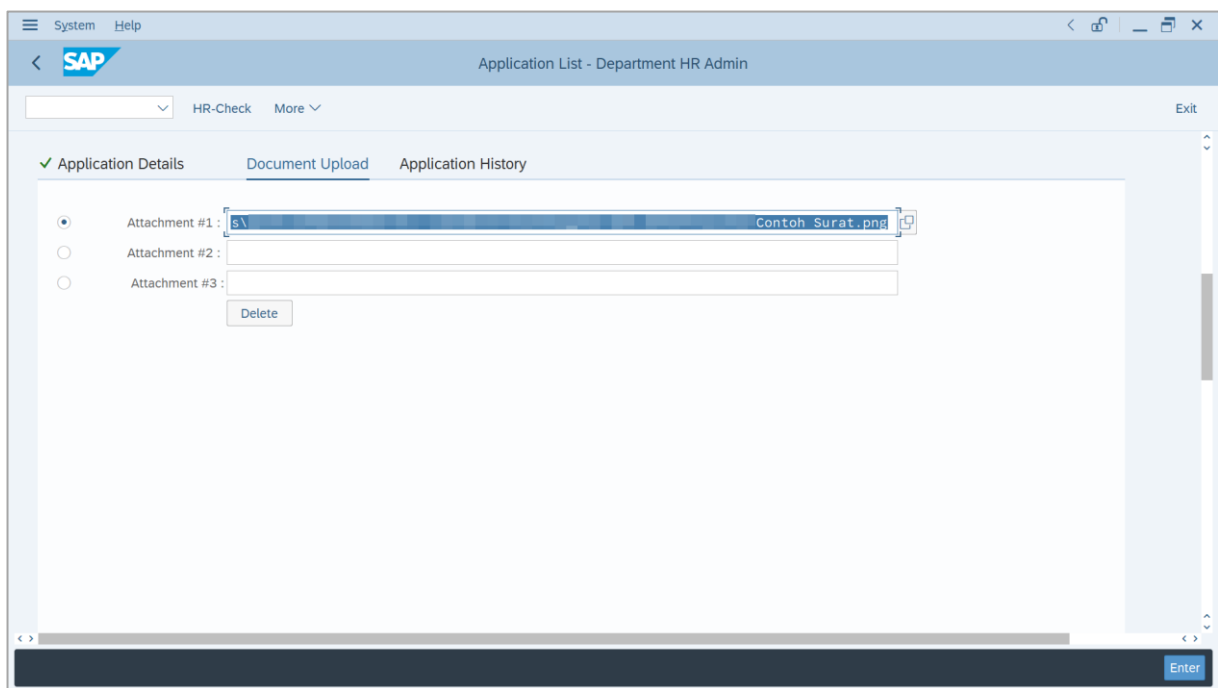 System Help
SAP Application List - Department HR Admin
HR-Check More Exit
Application Details Document Upload Application History
Attachment #1 : s\ Contoh Surat.png
Attachment #2 :
Attachment #3 :
Delete
Enter